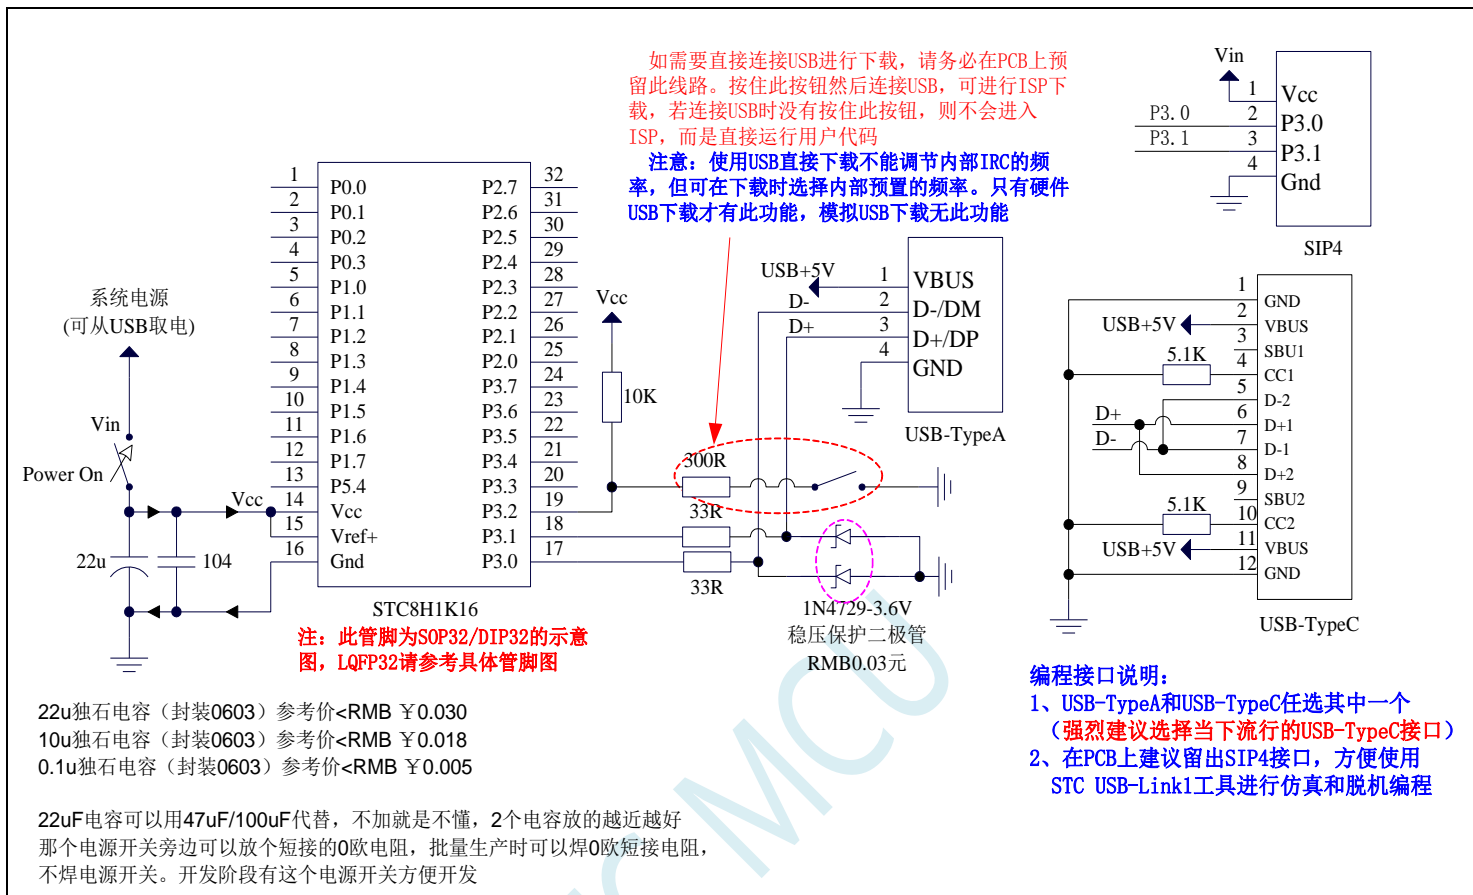 如需要直接连接USB进行下载，请务必在PCB上预
留此线路。按住此按钮然后连接USB，可进行ISP下
载，若连接USB时没有按住此按钮，则不会进入
ISP，而是直接运行用户代码
注意：使用USB直接下载不能调节内部IRC的频
率，但可在下载时选择内部预置的频率。只有硬件
USB下载才有此功能，模拟USB下载无此功能
Vin
1 Vcc
P3.0 2 P3.0
P3.1 3 P3.1
4 Gnd
SIP4
1 P0.0 P2.7 32
2 P0.1 P2.6 31
3 P0.2 P2.5 30
4 P0.3 P2.4 29
5 P1.0 P2.3 28
6 P1.1 P2.2 27
7 P1.2 P2.1 26
8 P1.3 P2.0 25
9 P1.4 P3.7 24
10 P1.5 P3.6 23
11 P1.6 P3.5 22
12 P1.7 P3.4 21
13 P5.4 P3.3 20
14 Vcc P3.2 19
15 Vref+ P3.1 18
16 Gnd P3.0 17
STC8H1K16
注：此管脚为SOP32/DIP32的示意
图，LQFP32请参考具体管脚图
系统电源
(可从USB取电)
Vin
Power On
Vcc
22u
104
Vcc
10K
300R
33R
33R
USB+5V 1 VBUS
D- 2 D-/DM
D+ 3 D+/DP
4 GND
USB-TypeA
1N4729-3.6V
稳压保护二极管
RMB0.03元
1 GND
USB+5V 2 VBUS
3 SBU1
5.1K 4 CC1
5 D-2
D+ 6 D+1
D- 7 D-1
8 D+2
9 SBU2
5.1K 10 CC2
USB+5V 11 VBUS
12 GND
USB-TypeC
编程接口说明：
1、USB-TypeA和USB-TypeC任选其中一个
（强烈建议选择当下流行的USB-TypeC接口）
2、在PCB上建议留出SIP4接口，方便使用
STC USB-Link1工具进行仿真和脱机编程
22u独石电容（封装0603）参考价<RMB ￥0.030
10u独石电容（封装0603）参考价<RMB ￥0.018
0.1u独石电容（封装0603）参考价<RMB ￥0.005
22uF电容可以用47uF/100uF代替，不加就是不懂，2个电容放的越近越好
那个电源开关旁边可以放个短接的0欧电阻，批量生产时可以焊0欧短接电阻，
不焊电源开关。开发阶段有这个电源开关方便开发
MCU